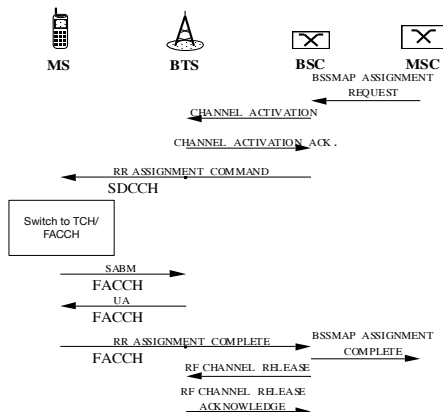 MS BTS BSC MSC
BSSMAP ASSIGNMENT
REQUEST
CHANNEL ACTIVATION
CHANNEL ACTIVATION ACK.
RR ASSIGNMENT COMMAND
SDCCH
Switch to TCH/
FACCH
SABM
FACCH
UA
FACCH
RR ASSIGNMENT COMPLETE
FACCH
BSSMAP ASSIGNMENT
COMPLETE
RF CHANNEL RELEASE
RF CHANNEL RELEASE
ACKNOWLEDGE